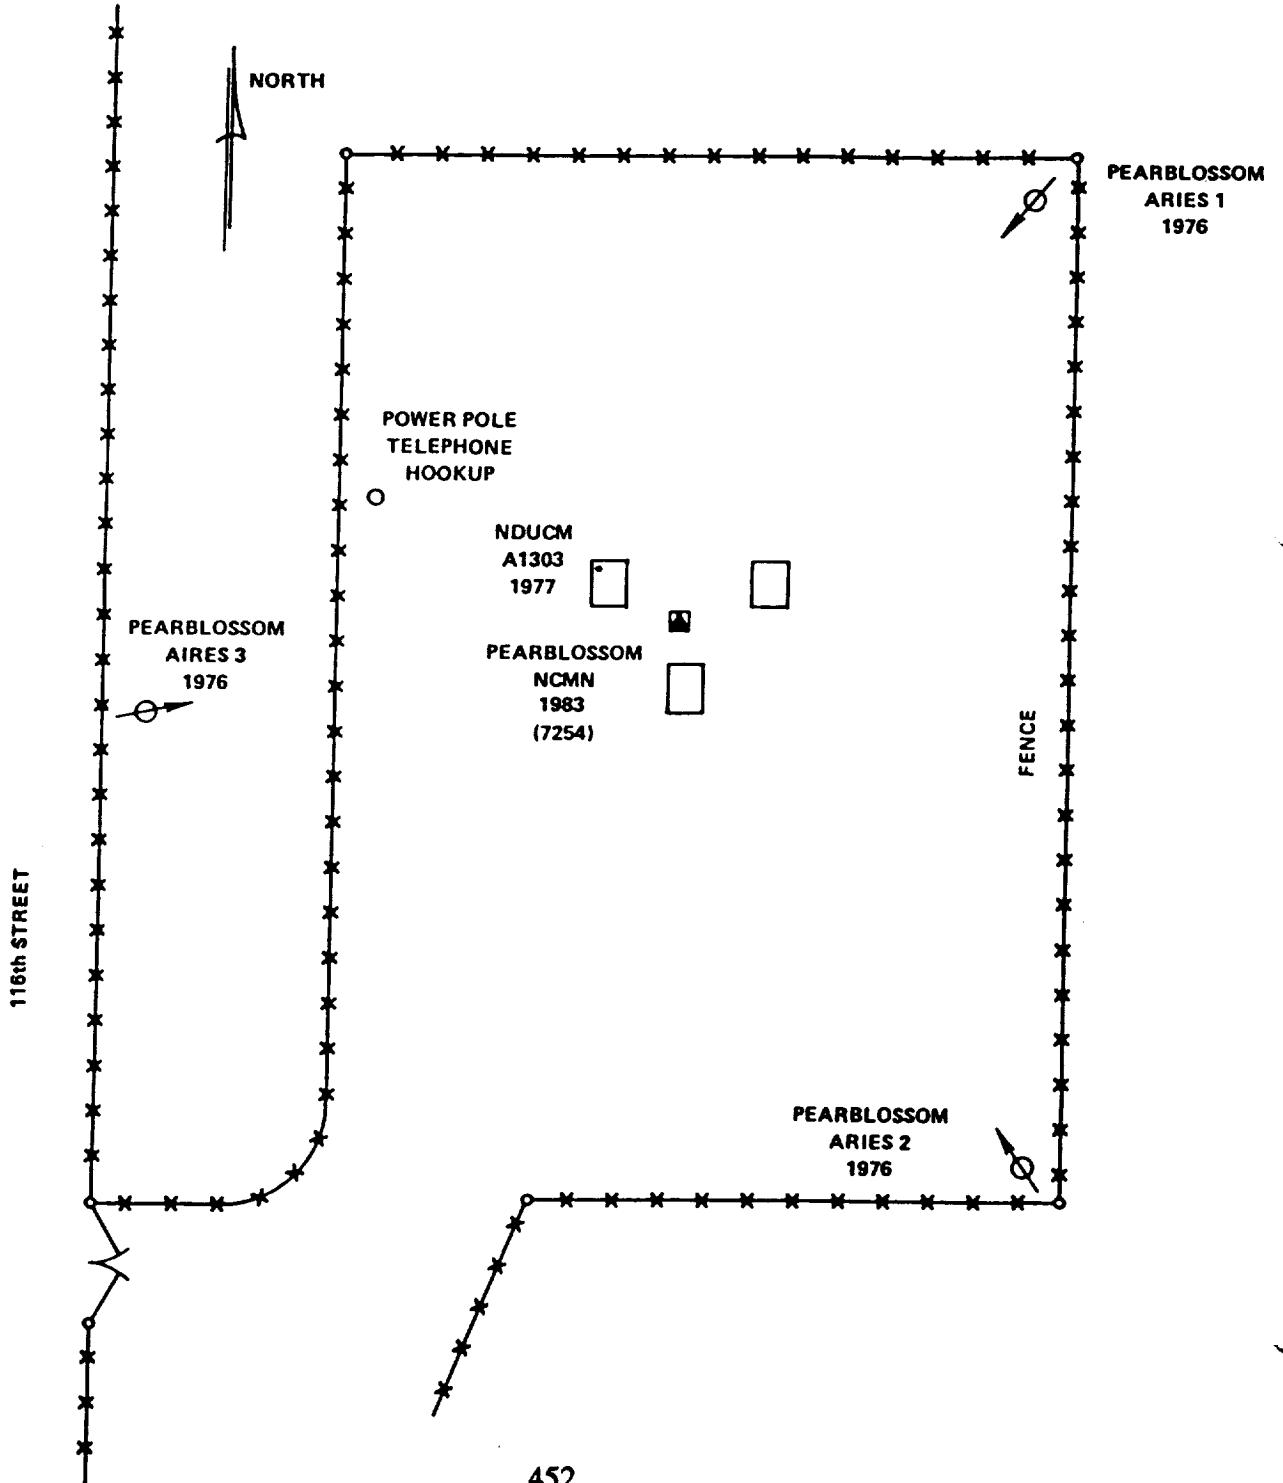 NORTH
PEARBLOSSOM
ARIES 1
1976
POWER POLE
TELEPHONE
HOOKUP
NDUCM
A1303
1977
PEARBLOSSOM
AIRES 3
1976
PEARBLOSSOM
NCMN
1983
(7254)
FENCE
116th STREET
PEARBLOSSOM
ARIES 2
1976
452